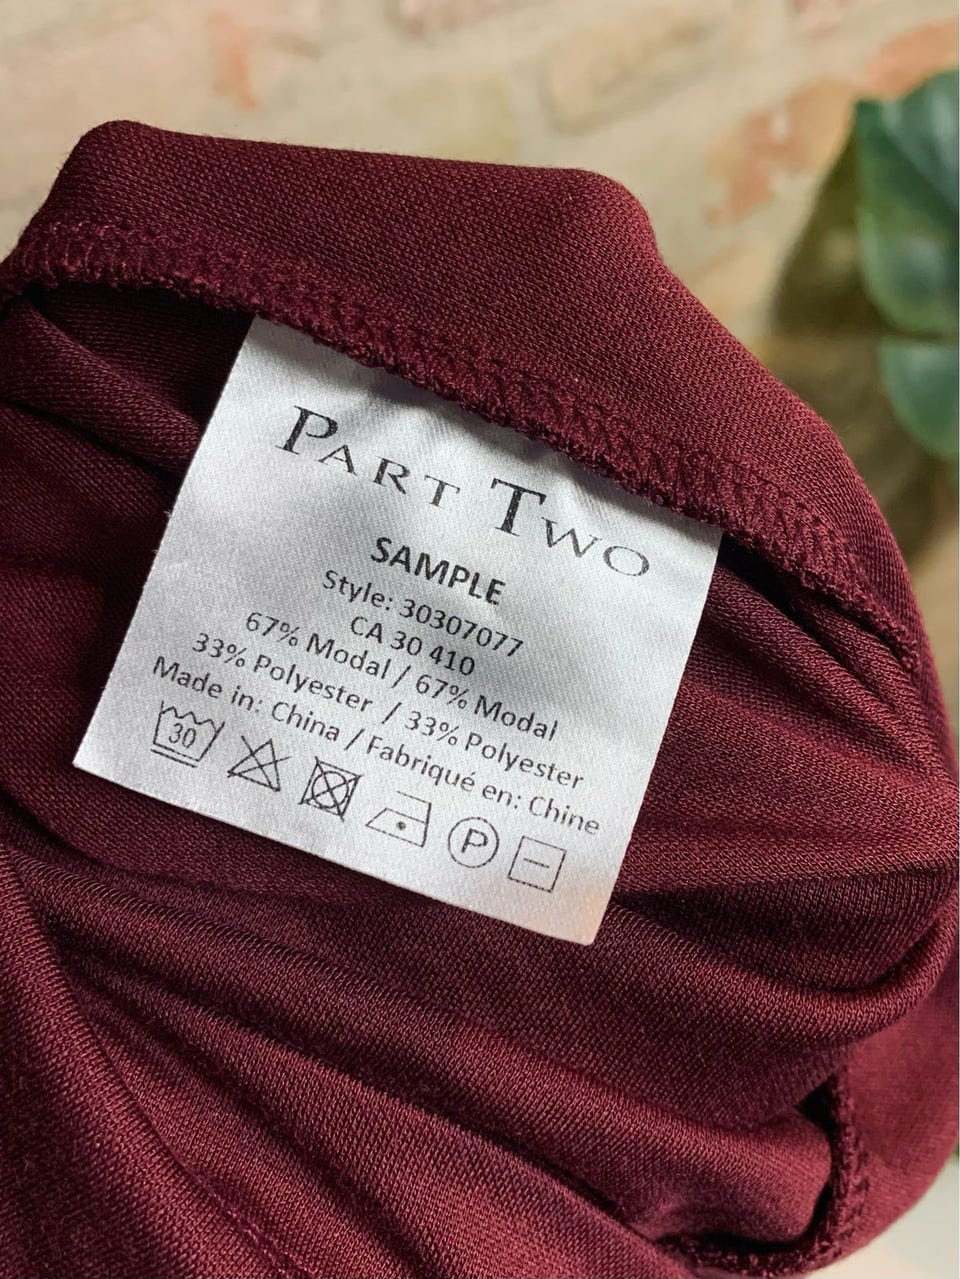 PART TWO
SAMPLE
Style: 30307077
CA 30 410
67% Modal / 67% Modal
33% Polyester / 33% Polyester
Made in: China / Fabriqué en: Chine
30
P